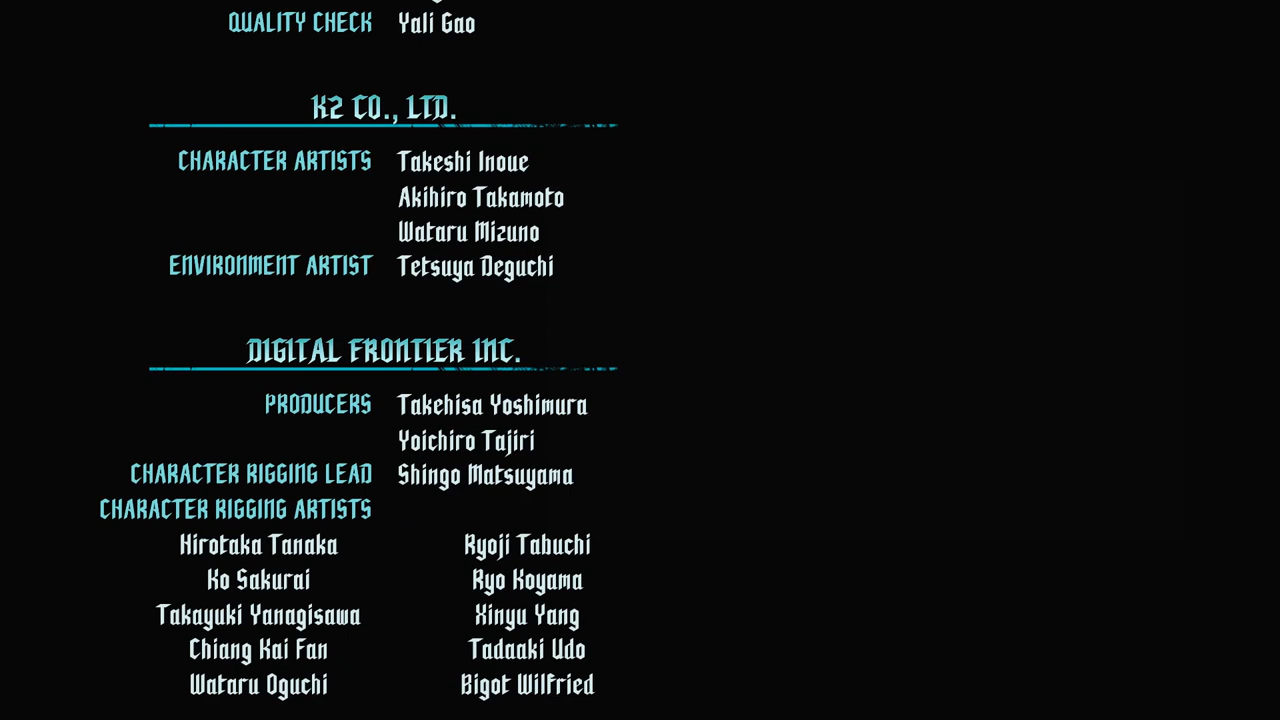 QUALITY CHECK Yali Gao
K2 CO., LTD.
CHARACTER ARTISTS Takeshi Inoue
Akihiro Takamoto
Wataru Mizuno
ENVIRONMENT ARTIST Tetsuya Deguchi
DIGITAL FRONTIER INC.
PRODUCERS Takehisa Yoshimura
Yoichiro Tajiri
CHARACTER RIGGING LEAD Shingo Matsuyama
CHARACTER RIGGING ARTISTS
Hirotaka Tanaka Ryoji Tabuchi
Ko Sakurai Ryo Koyama
Takayuki Yanagisawa Xinyu Yang
Chiang Kai Fan Tadaaki Udo
Wataru Oguchi Bigot Wilfried